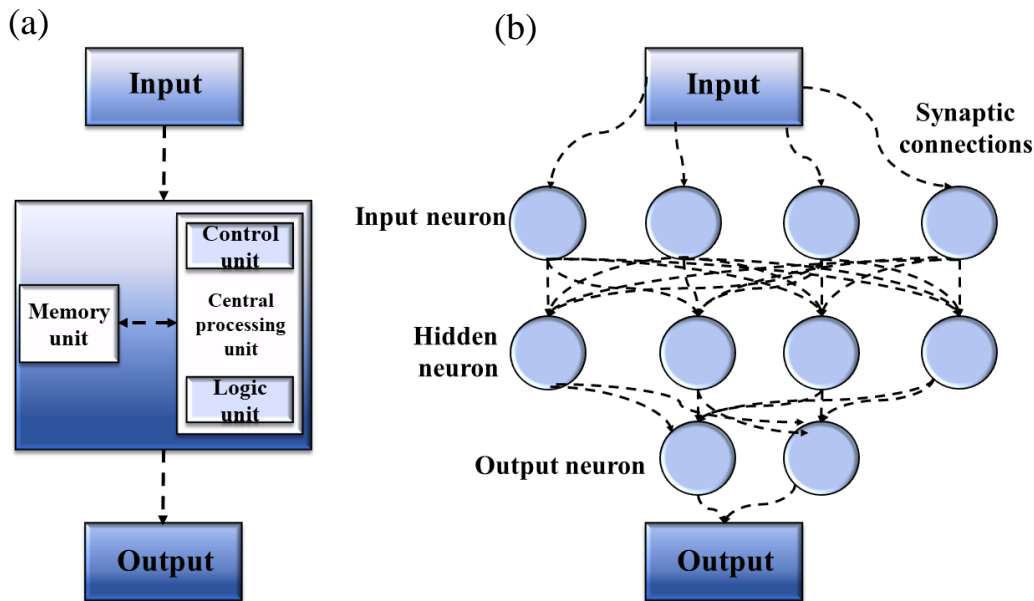 (a)
Input
Control
unit
Memory
unit
Central
processing
unit
Logic
unit
Output
(b)
Input
Synaptic
connections
Input neuron
Hidden
neuron
Output neuron
Output